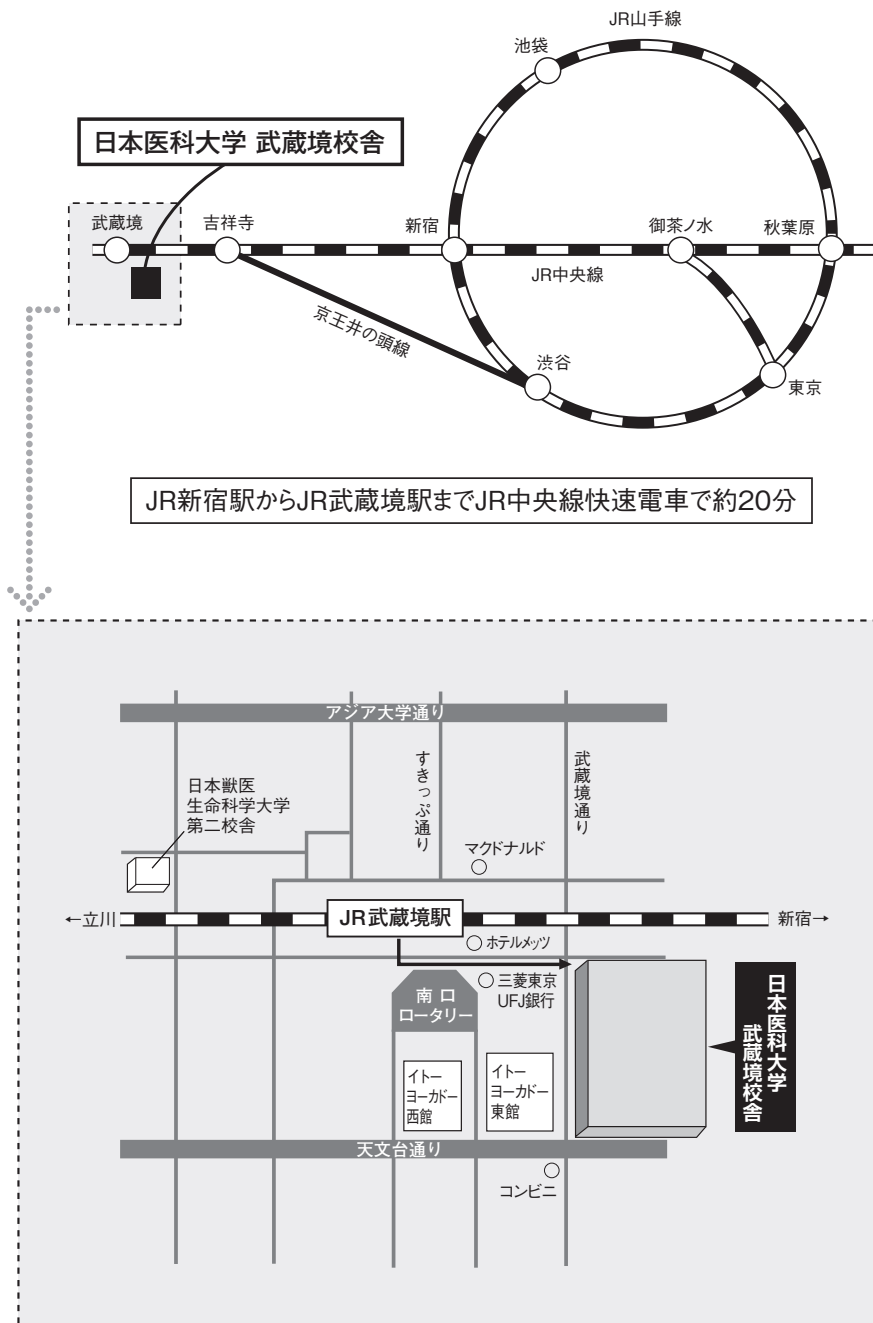 JR山手線
池袋
日本医科大学 武蔵境校舎
武蔵境
吉祥寺
新宿
御茶ノ水
秋葉原
JR中央線
京王井の頭線
渋谷
東京
JR新宿駅からJR武蔵境駅までJR中央線快速電車で約20分
アジア大学通り
すきっぷ通り
武蔵境通り
日本獣医
生命科学大学
第二校舎
マクドナルド
←立川
JR武蔵境駅
新宿→
ホテルメッツ
三菱東京
UFJ銀行
南口
ロータリー
日本医科大学
武蔵境校舎
イトー
ヨーカドー
西館
イトー
ヨーカドー
東館
天文台通り
コンビニ